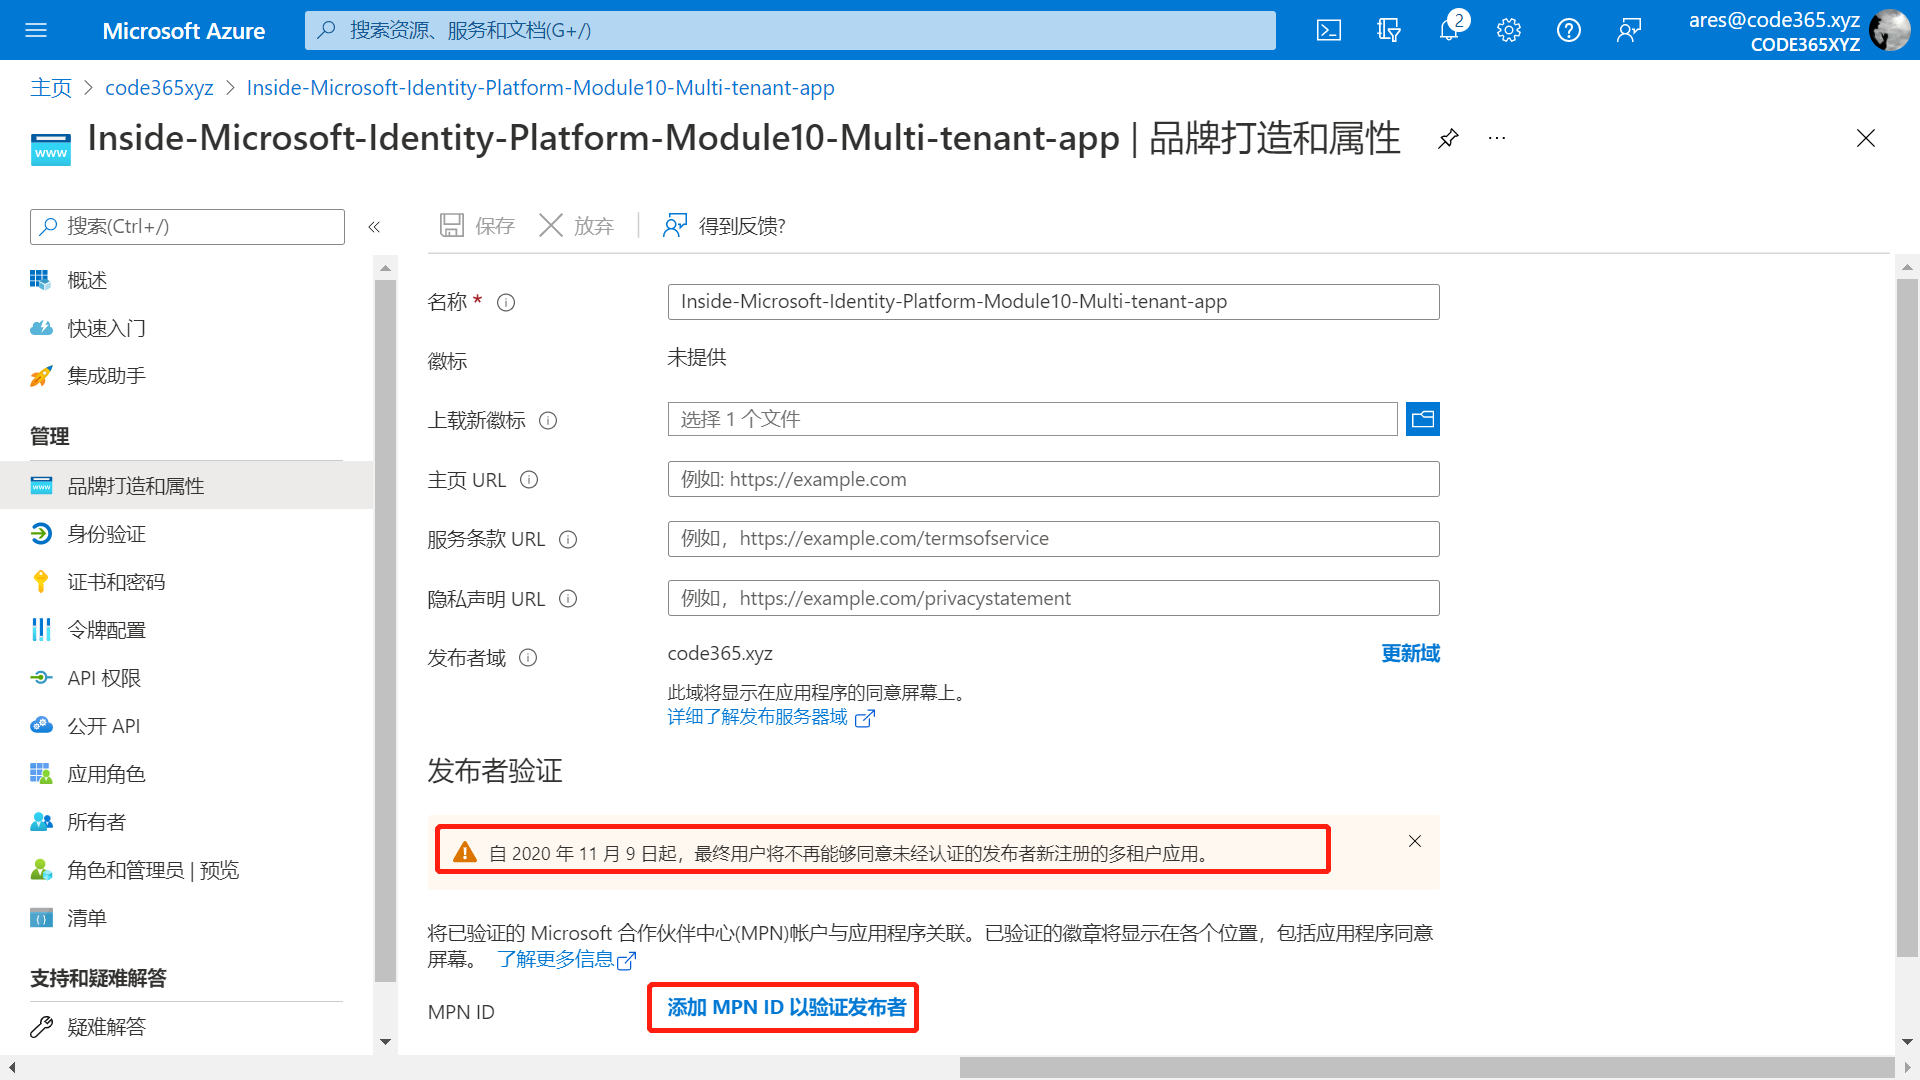 Microsoft Azure
搜索资源、服务和文档(G+/)
2
ares@code365.xyz
CODE365XYZ
主页 > code365xyz > Inside-Microsoft-Identity-Platform-Module10-Multi-tenant-app
www
Inside-Microsoft-Identity-Platform-Module10-Multi-tenant-app | 品牌打造和属性
搜索(Ctrl+/)
«
概述
快速入门
集成助手
管理
品牌打造和属性
身份验证
证书和密码
令牌配置
API 权限
公开 API
应用角色
所有者
角色和管理员 | 预览
清单
支持和疑难解答
疑难解答
保存
放弃
得到反馈?
名称 *
Inside-Microsoft-Identity-Platform-Module10-Multi-tenant-app
徽标
未提供
上载新徽标
选择 1 个文件
主页 URL
例如: https://example.com
服务条款 URL
例如，https://example.com/termsofservice
隐私声明 URL
例如，https://example.com/privacystatement
发布者域
code365.xyz
更新域
此域将显示在应用程序的同意屏幕上。
详细了解发布服务器域
发布者验证
自 2020 年 11 月 9 日起，最终用户将不再能够同意未经认证的发布者新注册的多租户应用。
将已验证的 Microsoft 合作伙伴中心(MPN)帐户与应用程序关联。已验证的徽章将显示在各个位置，包括应用程序同意
屏幕。 了解更多信息
MPN ID
添加 MPN ID 以验证发布者